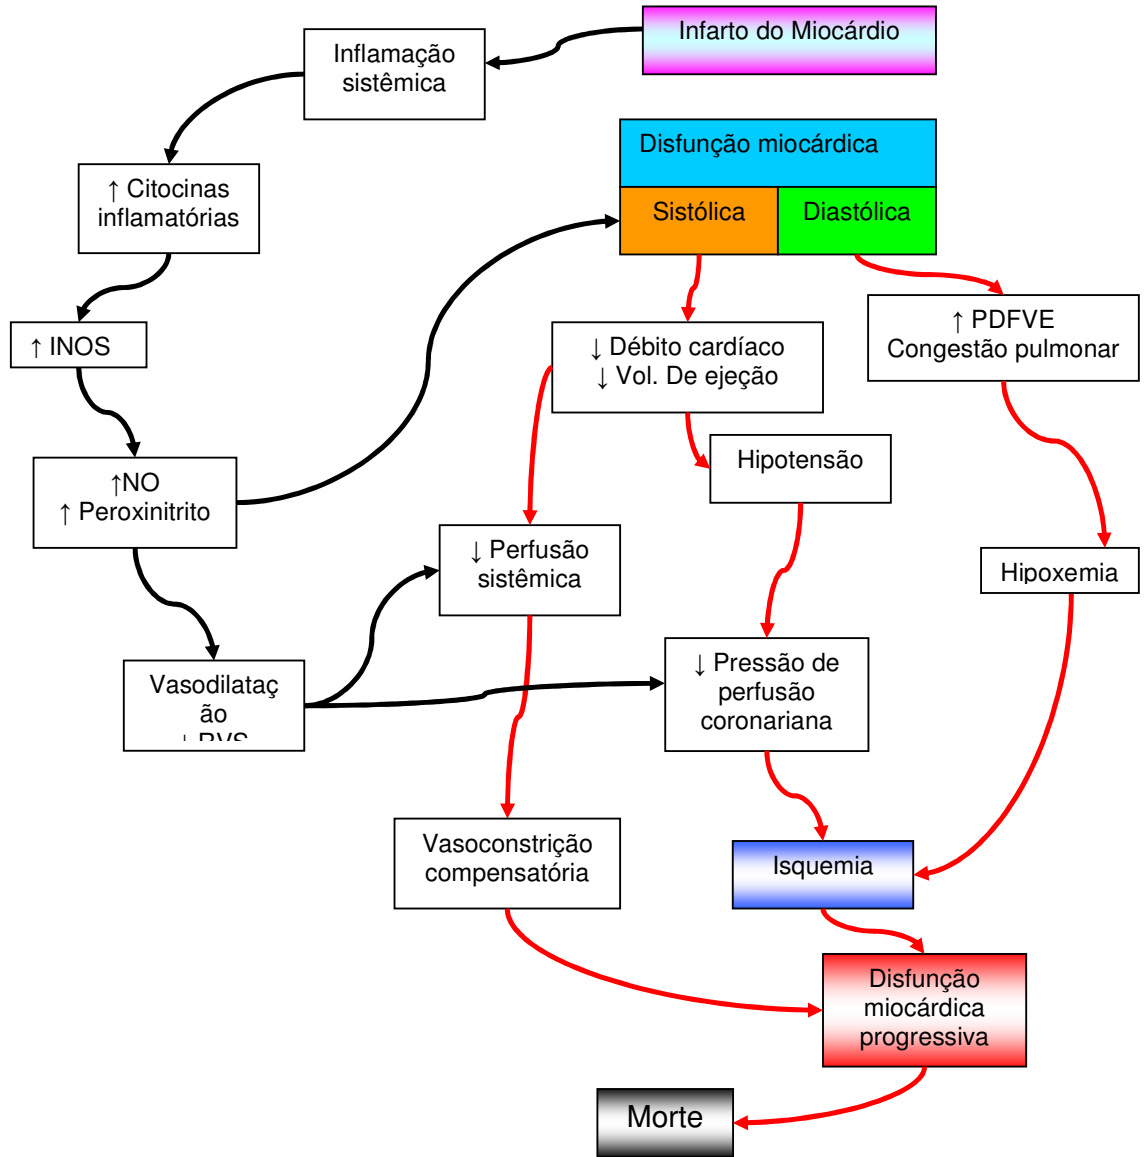 Infarto do Miocárdio
Inflamação
sistêmica
Disfunção miocárdica
Sistólica
Diastólica
↑ Citocinas
inflamatórias
↑ INOS
↓ Débito cardíaco
↓ Vol. De ejeção
↑ PDFVE
Congestão pulmonar
↑NO
↑ Peroxinitrito
Hipotensão
↓ Perfusão
sistêmica
Hipoxemia
Vasodilataç
ão
↓ RVS
↓ Pressão de
perfusão
coronariana
Vasoconstrição
compensatória
Isquemia
Disfunção
miocárdica
progressiva
Morte